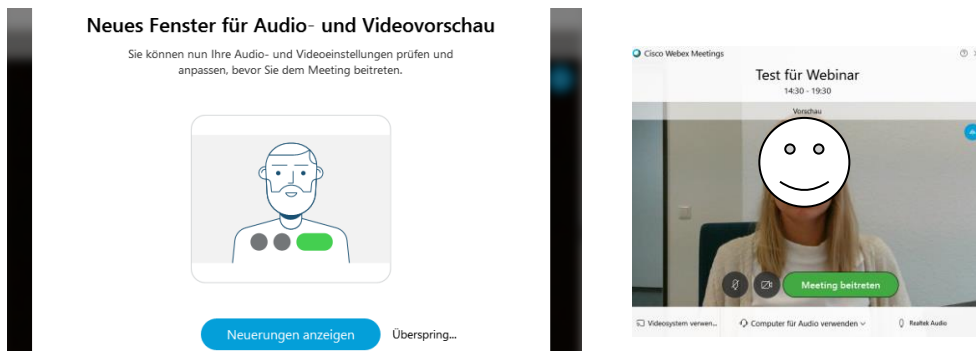 Neues Fenster für Audio- und Videovorschau
Sie können nun Ihre Audio- und Videoeinstellungen prüfen und
anpassen, bevor Sie dem Meeting beitreten.
Neuerungen anzeigen
Überspring...
Cisco Webex Meetings
Test für Webinar
14:30 - 19:30
Vorschau
Meeting beitreten
Videosystem verwen...
Computer für Audio verwenden
Realtek Audio